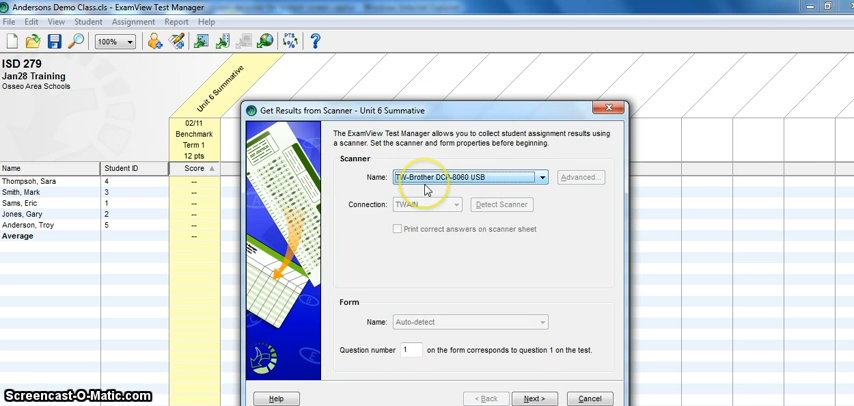 Andersons Demo Class.cls - ExamView Test Manager
File Edit View Student Assignment Report Help
100%
PTS
%
?
ISD 279
Jan28 Training
Osseo Area Schools
Unit 6 Summative
02/11
Benchmark
Term 1
12 pts
Name Student ID Score
Thompson, Sara 4 --
Smith, Mark 3 --
Sams, Eric 1 --
Jones, Gary 2 --
Anderson, Troy 5 --
Average --
Get Results from Scanner - Unit 6 Summative
The ExamView Test Manager allows you to collect student assignment results using
a scanner. Set the scanner and form properties before beginning.
Scanner
Name: TW-Brother DCP-8060 USB Advanced...
Connection: TWAIN Detect Scanner
Print correct answers on scanner sheet
Form
Name: Auto-detect
Question number 1 on the form corresponds to question 1 on the test.
Help < Back Next > Cancel
Screencast-O-Matic.com